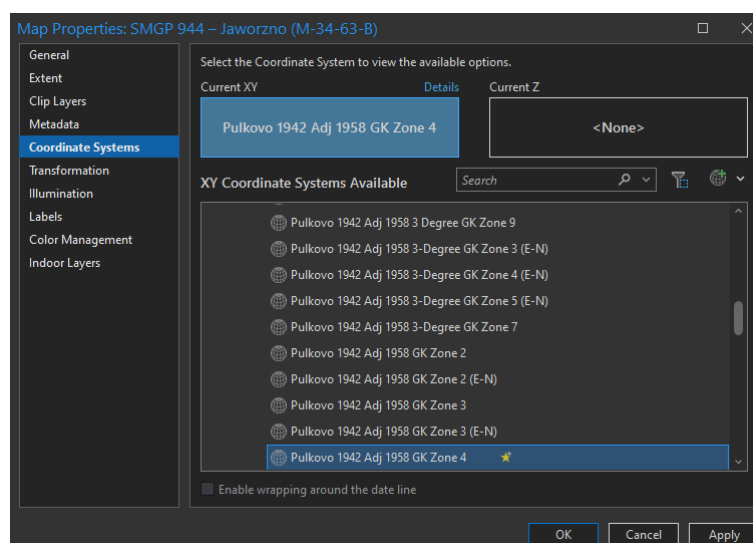 Map Properties: SMGP 944 – Jaworzno (M-34-63-B)
General
Extent
Clip Layers
Metadata
Coordinate Systems
Transformation
Illumination
Labels
Color Management
Indoor Layers
Select the Coordinate System to view the available options.
Current XY Details Current Z
Pulkovo 1942 Adj 1958 GK Zone 4 <None>
XY Coordinate Systems Available Search
Pulkovo 1942 Adj 1958 3 Degree GK Zone 9
Pulkovo 1942 Adj 1958 3-Degree GK Zone 3 (E-N)
Pulkovo 1942 Adj 1958 3-Degree GK Zone 4 (E-N)
Pulkovo 1942 Adj 1958 3-Degree GK Zone 5 (E-N)
Pulkovo 1942 Adj 1958 3-Degree GK Zone 7
Pulkovo 1942 Adj 1958 GK Zone 2
Pulkovo 1942 Adj 1958 GK Zone 2 (E-N)
Pulkovo 1942 Adj 1958 GK Zone 3
Pulkovo 1942 Adj 1958 GK Zone 3 (E-N)
Pulkovo 1942 Adj 1958 GK Zone 4
Enable wrapping around the date line
OK Cancel Apply